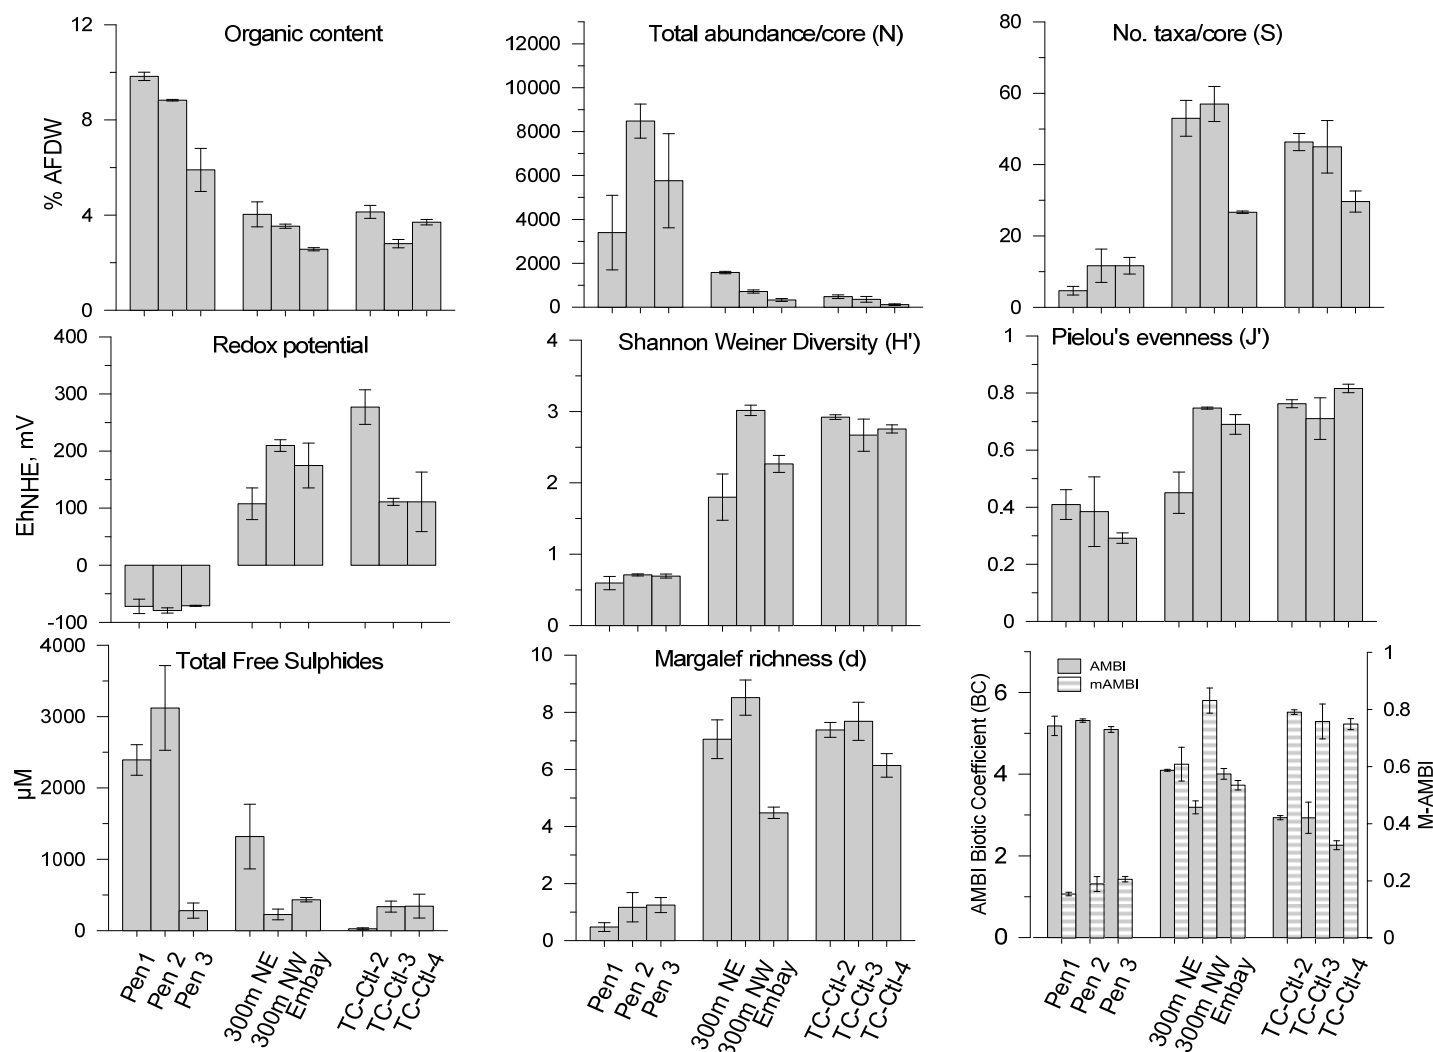 Organic content
% AFDW
12
8
4
0
Total abundance/core (N)
12000
10000
8000
6000
4000
2000
0
No. taxa/core (S)
80
60
40
20
0
Redox potential
EhNHE, mV
400
300
200
100
0
-100
Shannon Weiner Diversity (H')
4
3
2
1
0
Pielou's evenness (J')
1
0.8
0.6
0.4
0.2
0
Total Free Sulphides
µM
4000
3000
2000
1000
0
Pen1
Pen 2
Pen 3
300m NE
300m NW
Embay
TC-Ctl-2
TC-Ctl-3
TC-Ctl-4
Margalef richness (d)
10
8
6
4
2
0
Pen1
Pen 2
Pen 3
300m NE
300m NW
Embay
TC-Ctl-2
TC-Ctl-3
TC-Ctl-4
AMBI
mAMBI
AMBI Biotic Coefficient (BC)
6
4
2
0
M-AMBI
1
0.8
0.6
0.4
0.2
0
Pen1
Pen 2
Pen 3
300m NE
300m NW
Embay
TC-Ctl-2
TC-Ctl-3
TC-Ctl-4